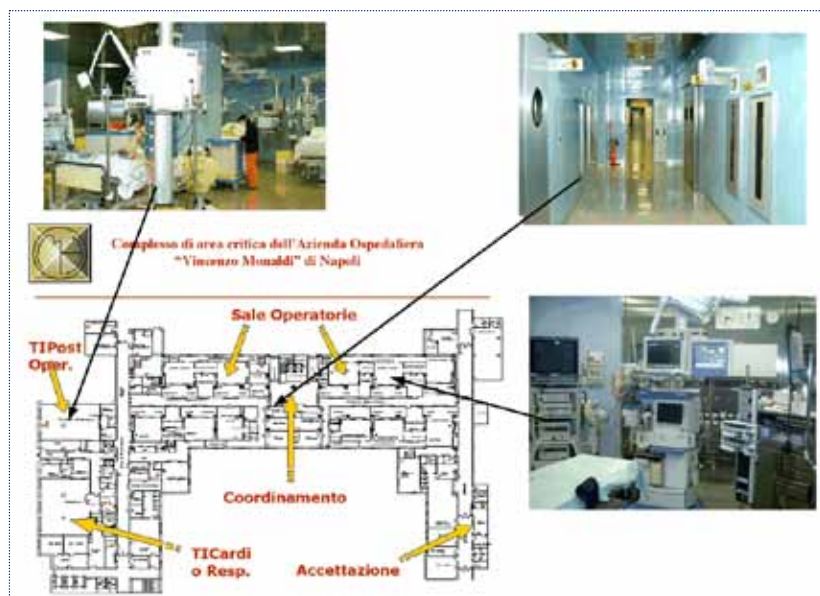 Complesso di area critica dell'Azienda Ospedaliera
"Vincenzo Monaldi" di Napoli
Sale Operatorie
TIPost
Oper.
Coordinamento
TICardi
o Resp.
Accettazione